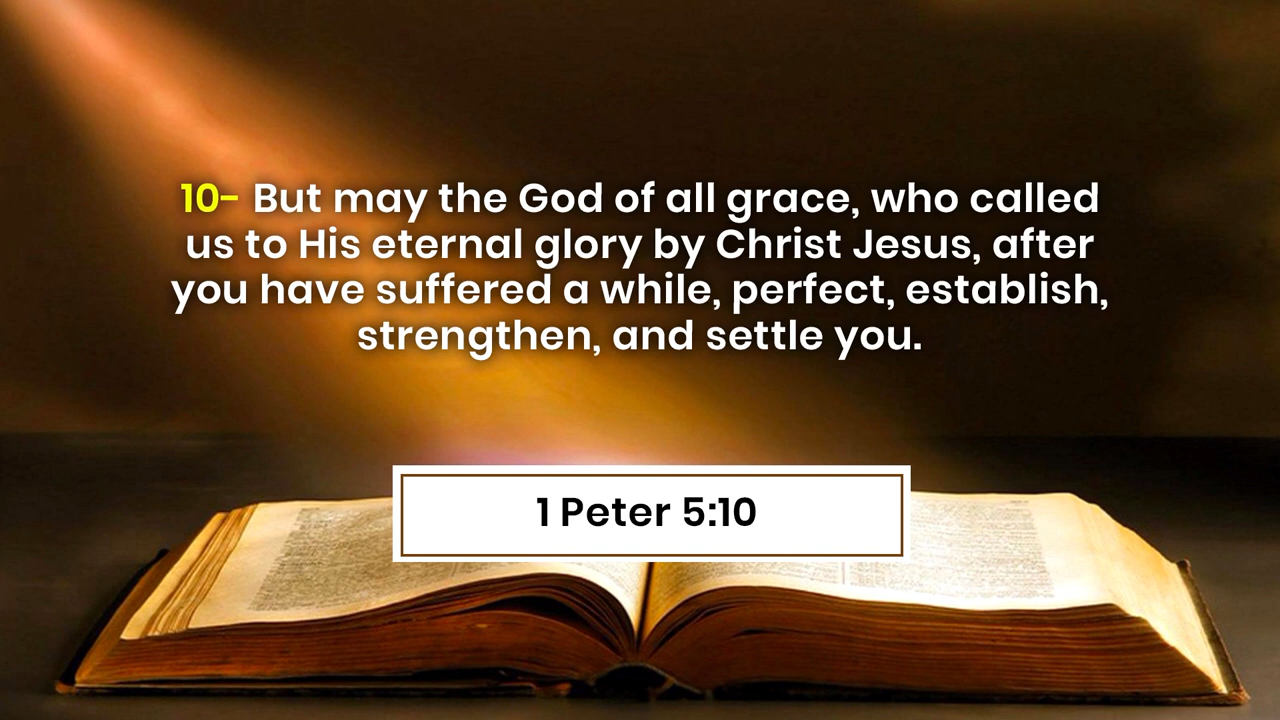 10- But may the God of all grace, who called
us to His eternal glory by Christ Jesus, after
you have suffered a while, perfect, establish,
strengthen, and settle you.
1 Peter 5:10